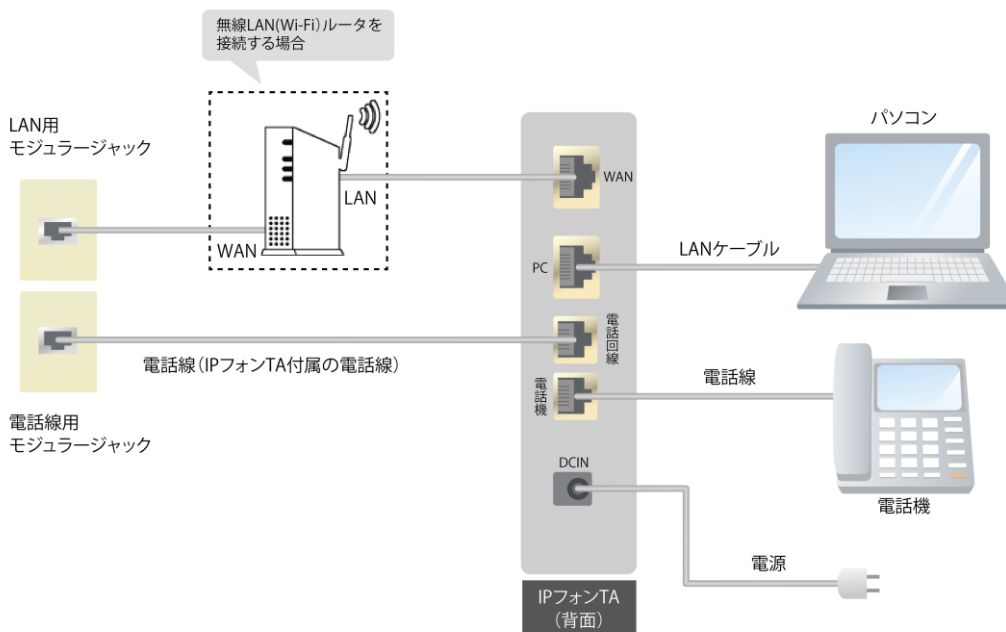 無線LAN(Wi-Fi)ルータを
接続する場合
LAN用
モジュラージャック
WAN
LAN
WAN
PC
LANケーブル
パソコン
電話線(IPフォンTA付属の電話線)
電話回線
電話機
電話線
電話機
電話線用
モジュラージャック
DCIN
電源
IPフォンTA
(背面)